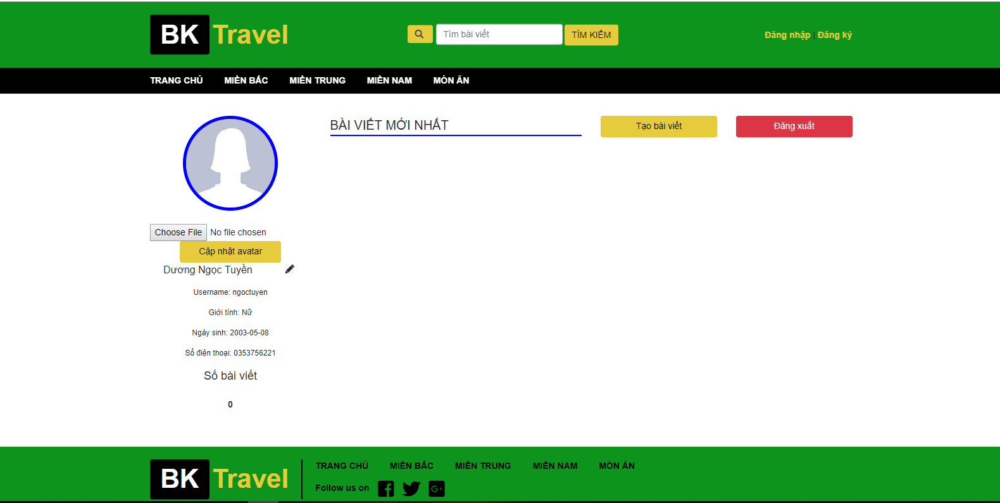 BK Travel
Tìm bài viết
TÌM KIẾM
Đăng nhập | Đăng ký
TRANG CHỦ MIỀN BẮC MIỀN TRUNG MIỀN NAM MÓN ĂN
BÀI VIẾT MỚI NHẤT
Tạo bài viết
Đăng xuất
Choose File No file chosen
Cập nhật avatar
Dương Ngọc Tuyền
Username: ngoctuyen
Giới tính: Nữ
Ngày sinh: 2003-05-08
Số điện thoại: 0353756221
Số bài viết
0
BK Travel
TRANG CHỦ MIỀN BẮC MIỀN TRUNG MIỀN NAM MÓN ĂN
Follow us on